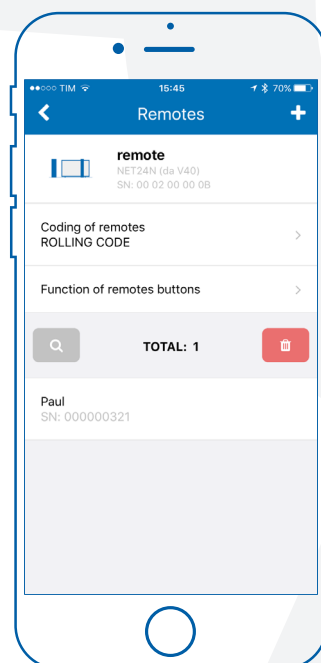 TIM 15:45 70%
Remotes
remote
NET24N (da V40)
SN: 00 02 00 00 0B
Coding of remotes
ROLLING CODE
Function of remotes buttons
TOTAL: 1
Paul
SN: 000000321